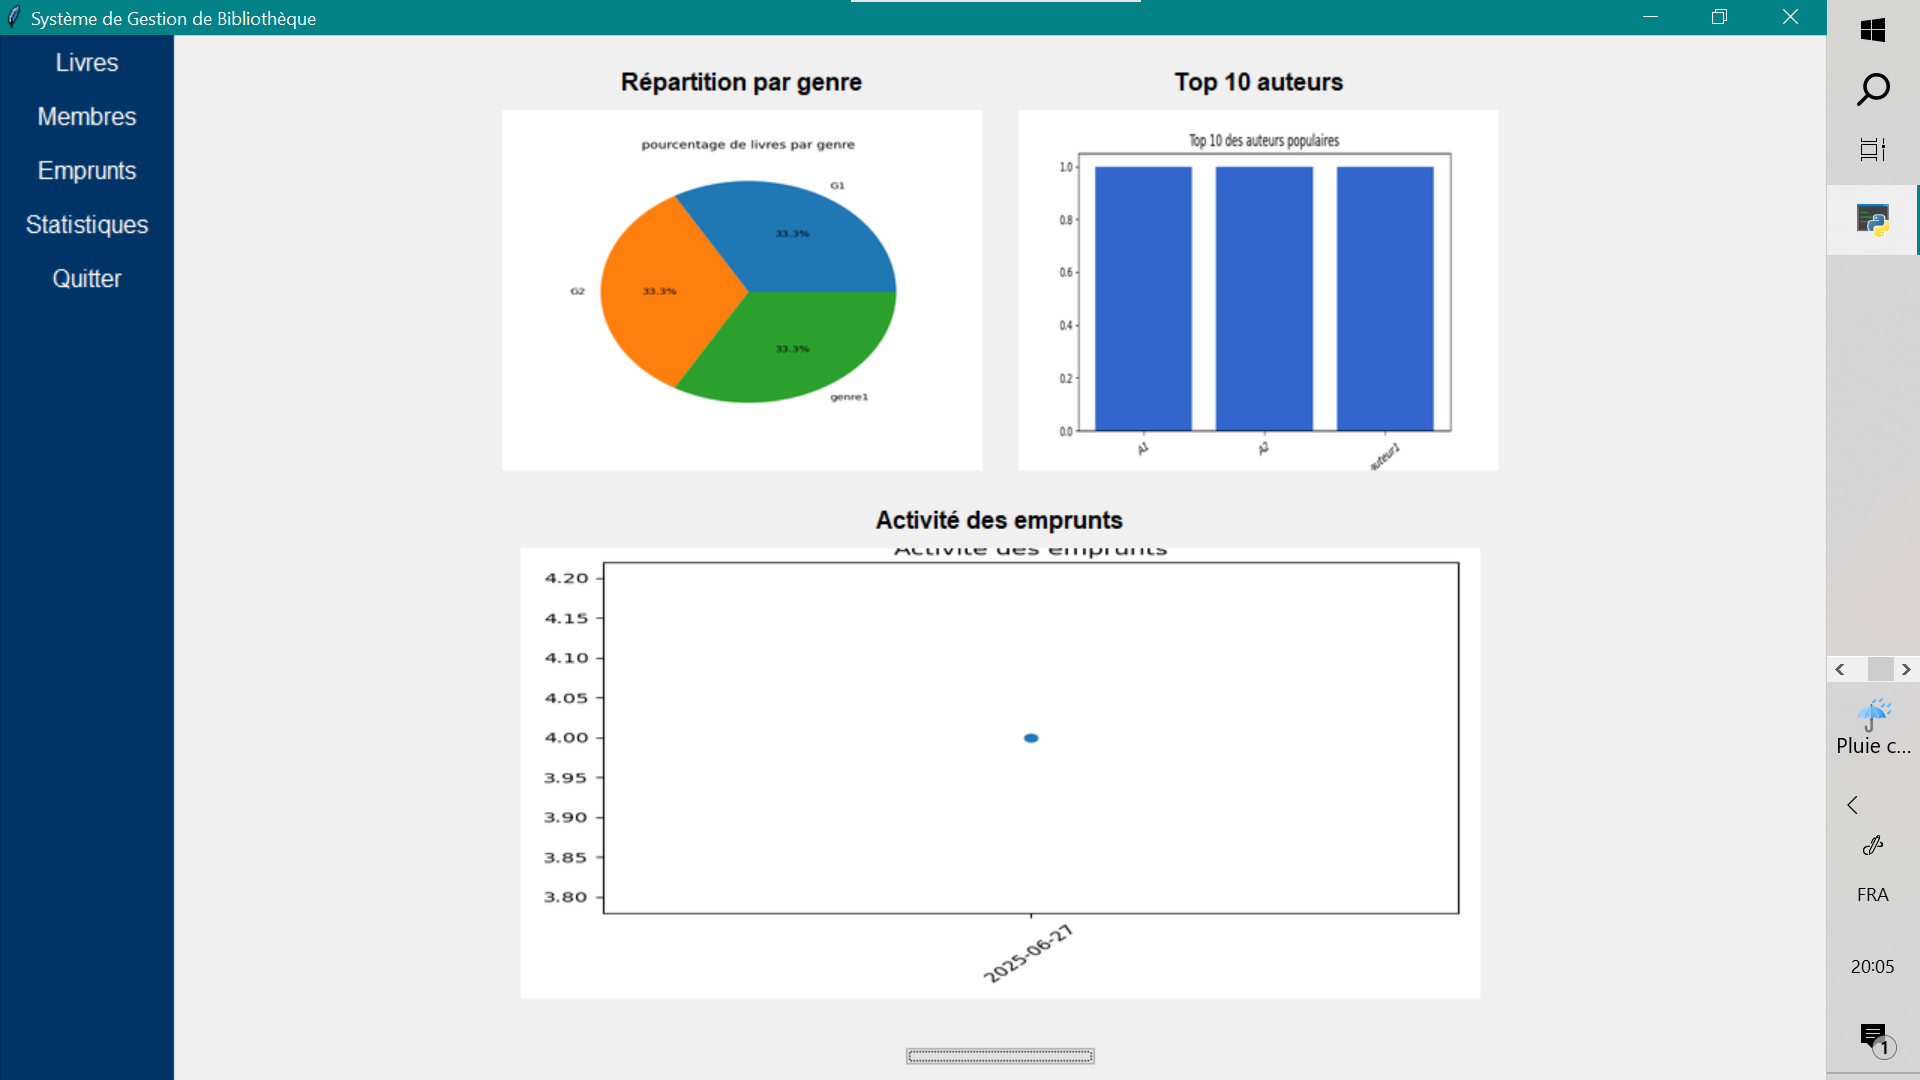 Système de Gestion de Bibliothèque
Livres
Membres
Emprunts
Statistiques
Quitter
Répartition par genre
pourcentage de livres par genre
G1
33.3%
G2
33.3%
33.3%
genre1
Top 10 auteurs
Top 10 des auteurs populaires
1.0
0.8
0.6
0.4
0.2
0.0
A1
A2
auteur1
Activité des emprunts
Activité des emprunts
4.20
4.15
4.10
4.05
4.00
3.95
3.90
3.85
3.80
2025-06-27
Pluie c...
FRA
20:05
1